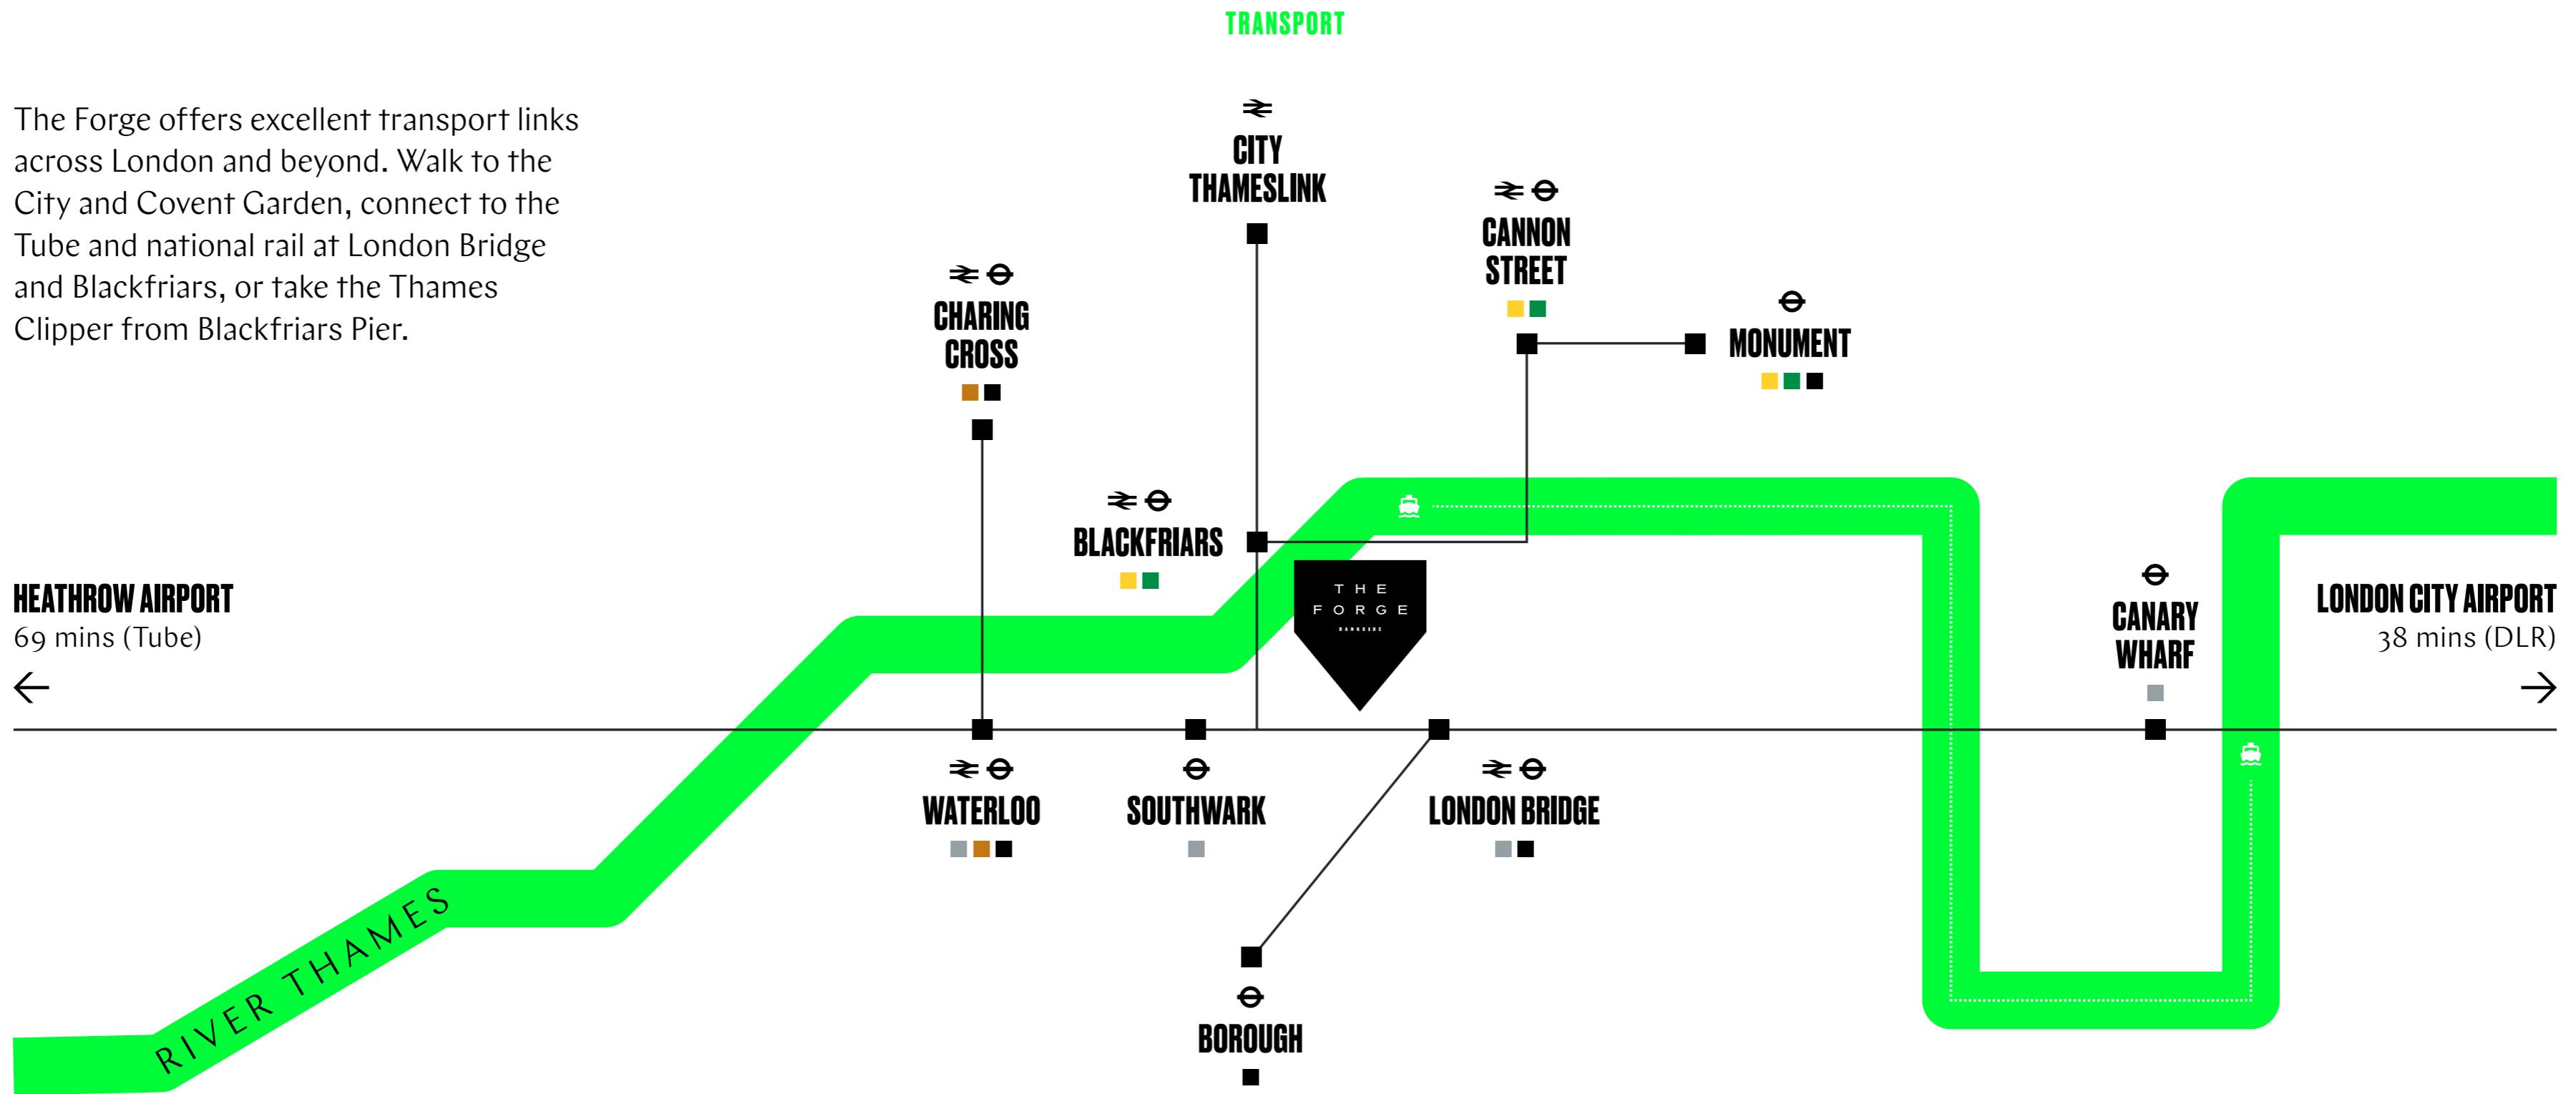 TRANSPORT
The Forge offers excellent transport links
across London and beyond. Walk to the
City and Covent Garden, connect to the
Tube and national rail at London Bridge
and Blackfriars, or take the Thames
Clipper from Blackfriars Pier.
CITY
THAMESLINK
CANNON
STREET
CHARING
CROSS
MONUMENT
BLACKFRIARS
HEATHROW AIRPORT
69 mins (Tube)
THE
FORGE
BANKSIDE
CANARY
WHARF
LONDON CITY AIRPORT
38 mins (DLR)
WATERLOO
SOUTHWARK
LONDON BRIDGE
RIVER THAMES
BOROUGH